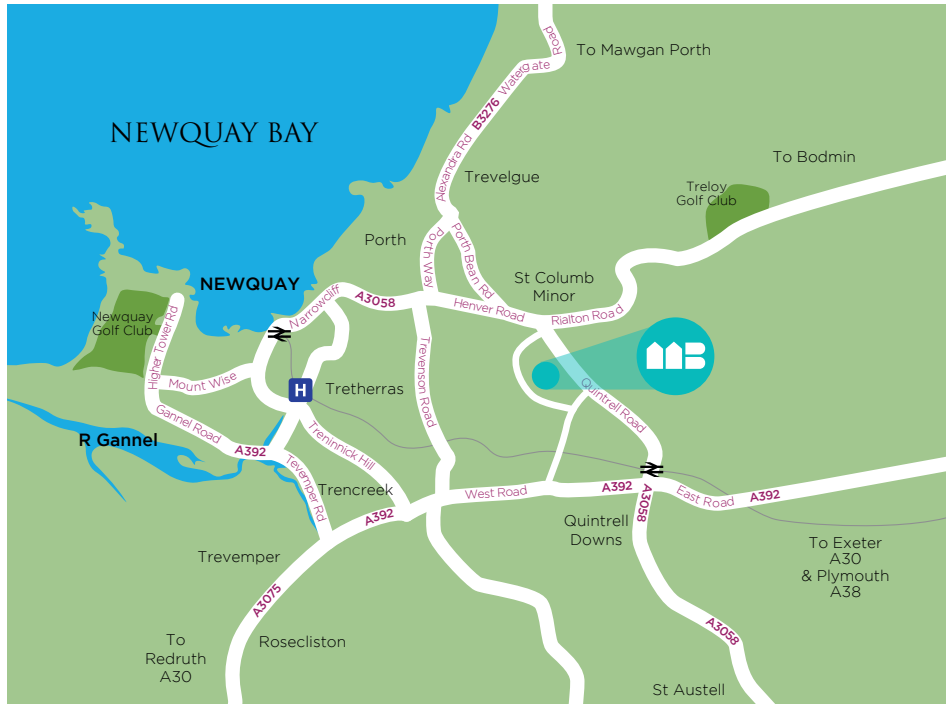 Road
To Mawgan Porth
Watergate
B3276
NEWQUAY BAY
Alexandra Rd
To Bodmin
Trevelgue
Treloy
Golf Club
Porth
Porth Way
Porth Bean Rd
St Columb
Minor
NEWQUAY
Narrowcliff
A3058
Henver Road
Rialton Road
Newquay
Golf Club
Higher Tower Rd
Mount Wise
H
Tretherras
Trevenson Road
Quintrell Road
Gannel Road
R Gannel
A392
Tevemper Rd
Treninnick Hill
Trencreek
A392
West Road
A392
A3058
East Road
A392
Quintrell
Downs
Trevemper
To Exeter
A30
& Plymouth
A38
A3075
To
Redruth
A30
Rosecliston
A3058
St Austell